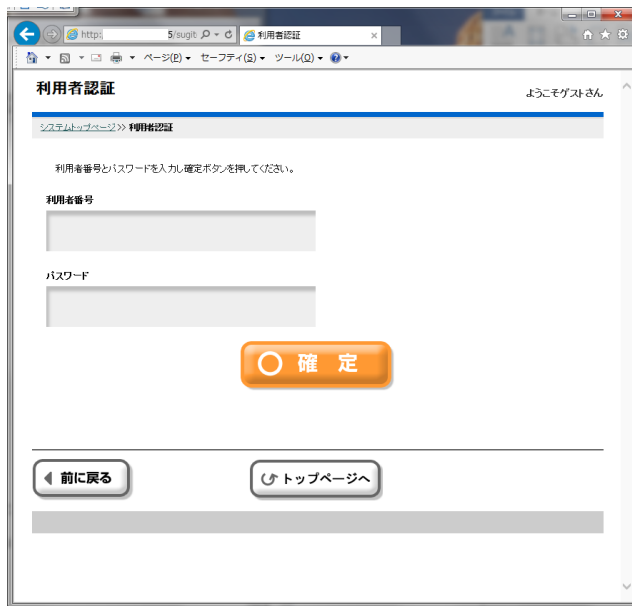 http: 5/sugit
利用者認証
ページ(P) セーフティ(S) ツール(O)
利用者認証
ようこそゲストさん
システムトップページ>> 利用者認証
利用者番号とパスワードを入力し確定ボタンを押してください。
利用者番号
パスワード
確 定
前に戻る
トップページへ